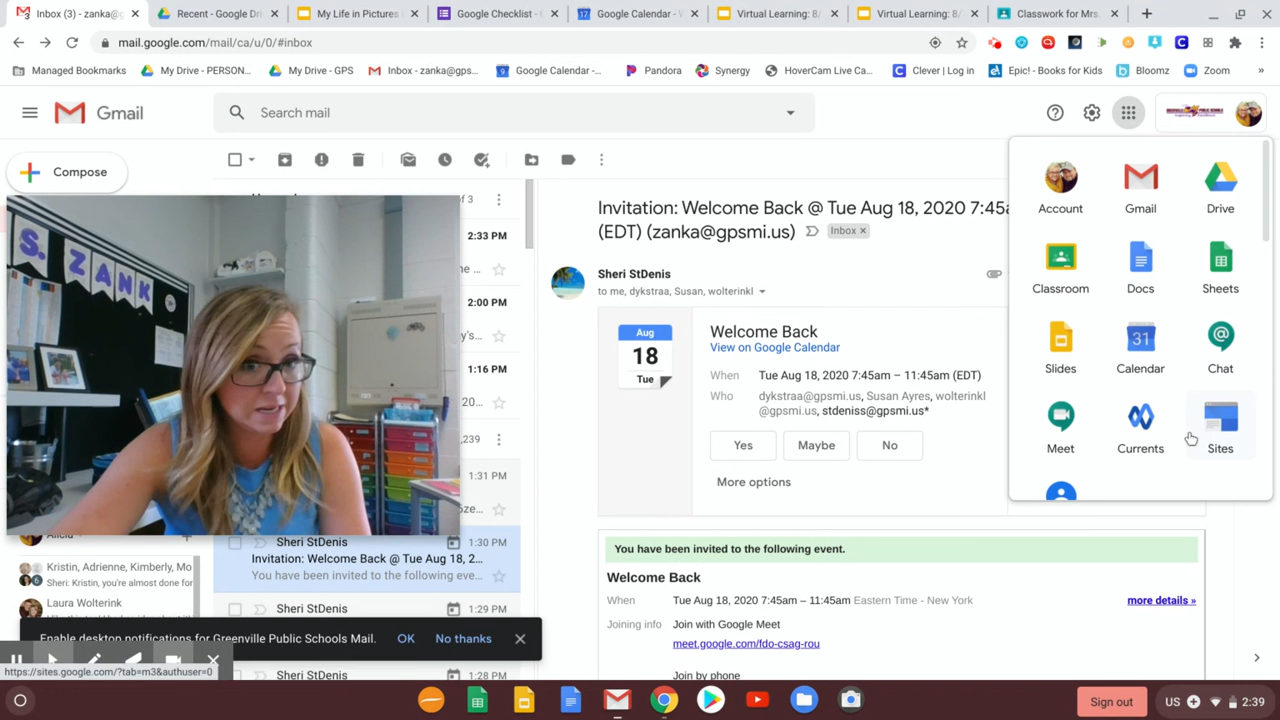 Inbox (3) - zanka@g
Recent - Google Dri
My Life in Pictures
Google Checklist -
Google Calendar - W
Virtual Learning: 8/
Virtual Learning: 8/
Classwork for Mrs.
mail.google.com/mail/ca/u/0/#inbox
Managed Bookmarks
My Drive - PERSON...
My Drive - GPS
Inbox - zanka@gps...
Google Calendar -...
Pandora
Synergy
HoverCam Live Ca...
Clever | Log in
Epic! - Books for Kids
Bloomz
Zoom
»
Gmail
Search mail
Compose
of 3
2:33 PM
ne ...
2:00 PM
y's...
1:16 PM
20...
,239
1:31 PM
oze...
S. ZANK
Invitation: Welcome Back @ Tue Aug 18, 2020 7:45a
(EDT) (zanka@gpsmi.us)
Inbox ×
Sheri StDenis
to me, dykstraa, Susan, wolterinkl
Aug
18
Tue
Welcome Back
View on Google Calendar
When Tue Aug 18, 2020 7:45am – 11:45am (EDT)
Who dykstraa@gpsmi.us, Susan Ayres, wolterinkl
@gpsmi.us, stdeniss@gpsmi.us*
Yes
Maybe
No
More options
You have been invited to the following event.
Welcome Back
When Tue Aug 18, 2020 7:45am – 11:45am Eastern Time - New York
more details »
Joining info Join with Google Meet
meet.google.com/fdo-csag-rou
Join by phone
Account
Gmail
Drive
Classroom
Docs
Sheets
Slides
31
Calendar
Chat
Meet
Currents
Sites
Alicia
Kristin, Adrienne, Kimberly, Mo
Sheri: Kristin, you're almost done for
6
Laura Wolterink
Sheri StDenis
1:30 PM
Invitation: Welcome Back @ Tue Aug 18, 2...
You have been invited to the following eve...
Sheri StDenis
1:29 PM
Sheri StDenis
1:28 PM
Enable desktop notifications for Greenville Public Schools Mail.
OK
No thanks
https://sites.google.com/?tab=m3&authuser=0
Sign out
US
2:39